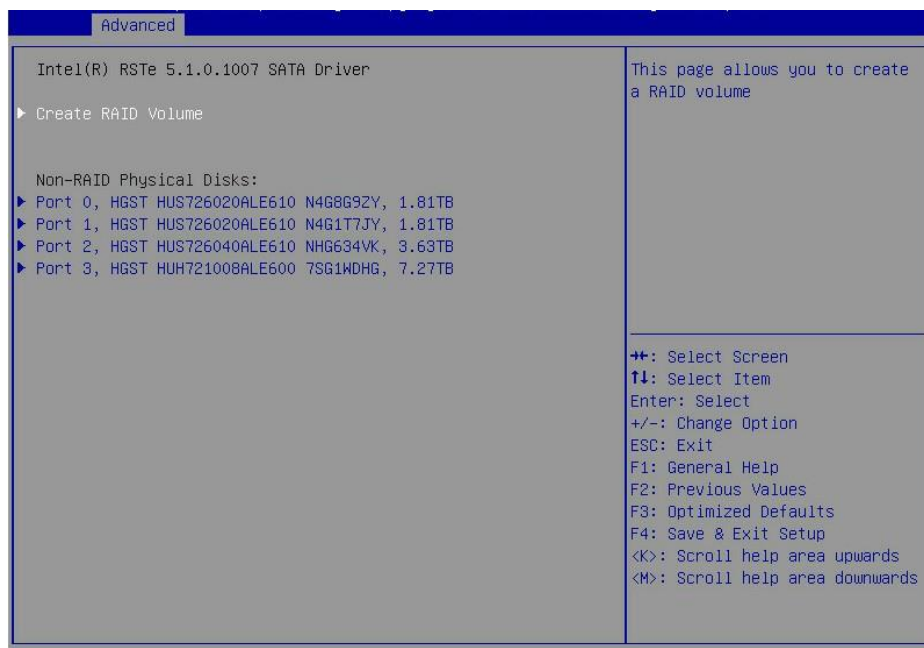 Advanced
Intel(R) RSTe 5.1.0.1007 SATA Driver
Create RAID Volume
Non-RAID Physical Disks:
Port 0, HGST HUS726020ALE610 N4G8G9ZY, 1.81TB
Port 1, HGST HUS726020ALE610 N4G1T7JY, 1.81TB
Port 2, HGST HUS726040ALE610 NHG634VK, 3.63TB
Port 3, HGST HUH721008ALE600 7SG1WDHG, 7.27TB
This page allows you to create
a RAID volume
→←: Select Screen
↑↓: Select Item
Enter: Select
+/-: Change Option
ESC: Exit
F1: General Help
F2: Previous Values
F3: Optimized Defaults
F4: Save & Exit Setup
<K>: Scroll help area upwards
<M>: Scroll help area downwards